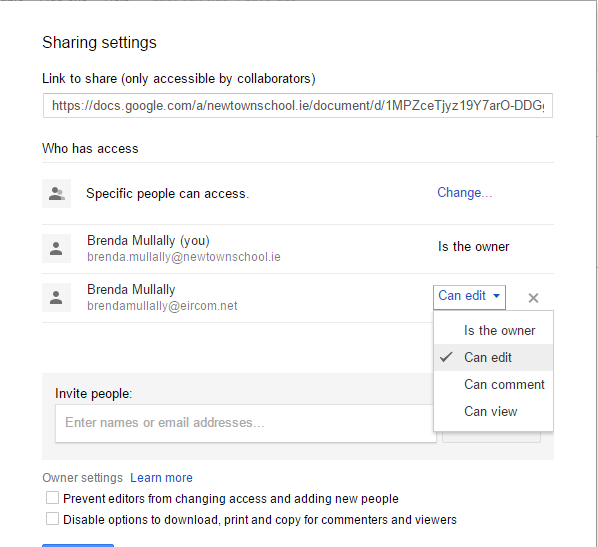 Sharing settings
Link to share (only accessible by collaborators)
https://docs.google.com/a/newtownschool.ie/document/d/1MPZceTjyz19Y7arO-DDG
Who has access
Specific people can access. Change...
Brenda Mullally (you) Is the owner
brenda.mullally@newtownschool.ie
Brenda Mullally Can edit
brendamullally@eircom.net
Is the owner
Can edit
Can comment
Can view
Invite people:
Enter names or email addresses...
Owner settings Learn more
Prevent editors from changing access and adding new people
Disable options to download, print and copy for commenters and viewers